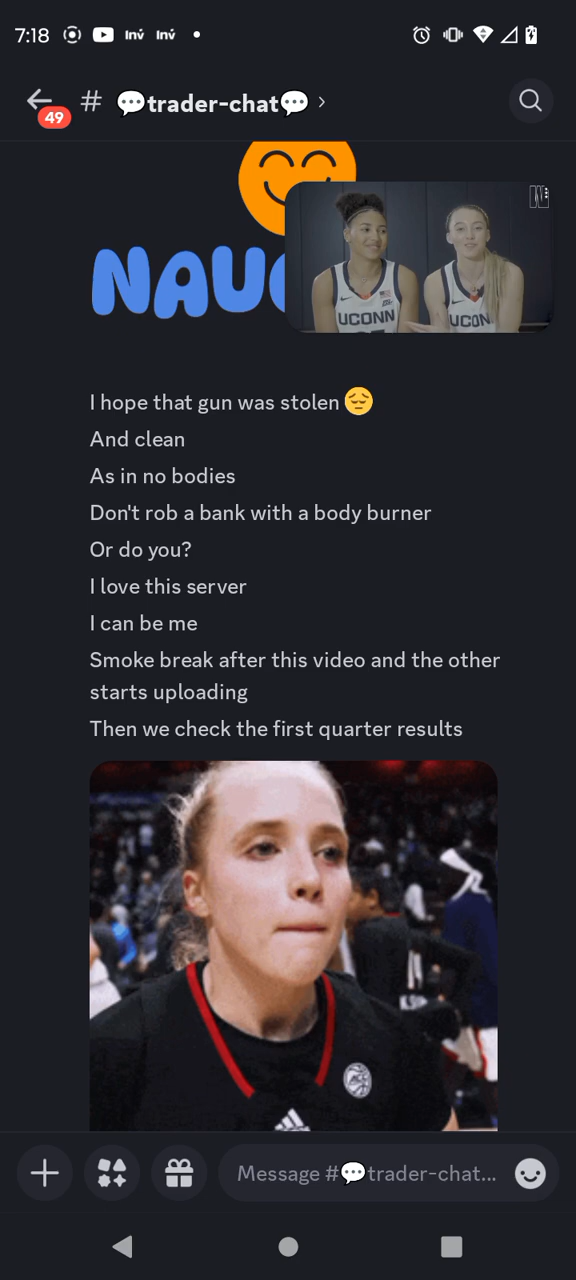 7:18
Inv Inv
49
# 💬trader-chat💬 ›
NAU
UCONN
UCON
I hope that gun was stolen 😔
And clean
As in no bodies
Don't rob a bank with a body burner
Or do you?
I love this server
I can be me
Smoke break after this video and the other
starts uploading
Then we check the first quarter results
Message #💬trader-chat...